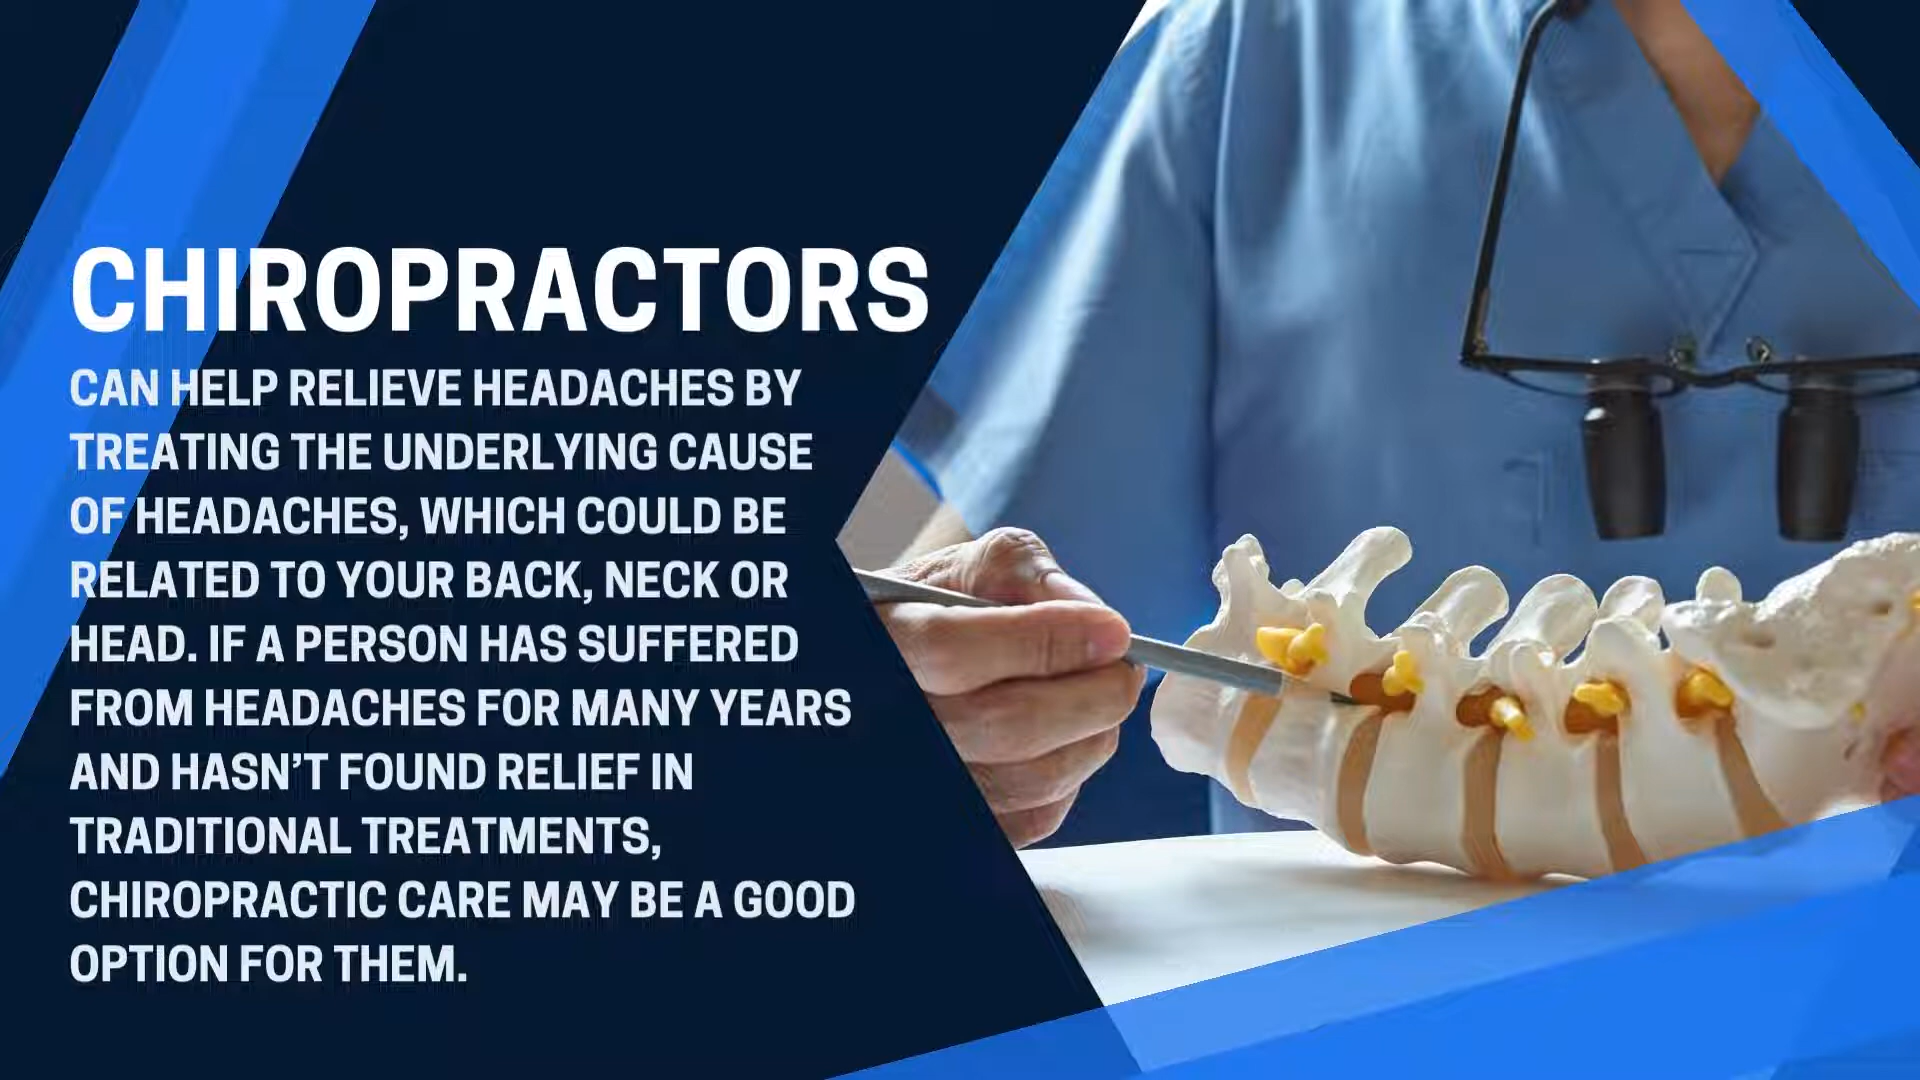 CHIROPRACTORS
CAN HELP RELIEVE HEADACHES BY
TREATING THE UNDERLYING CAUSE
OF HEADACHES, WHICH COULD BE
RELATED TO YOUR BACK, NECK OR
HEAD. IF A PERSON HAS SUFFERED
FROM HEADACHES FOR MANY YEARS
AND HASN’T FOUND RELIEF IN
TRADITIONAL TREATMENTS,
CHIROPRACTIC CARE MAY BE A GOOD
OPTION FOR THEM.